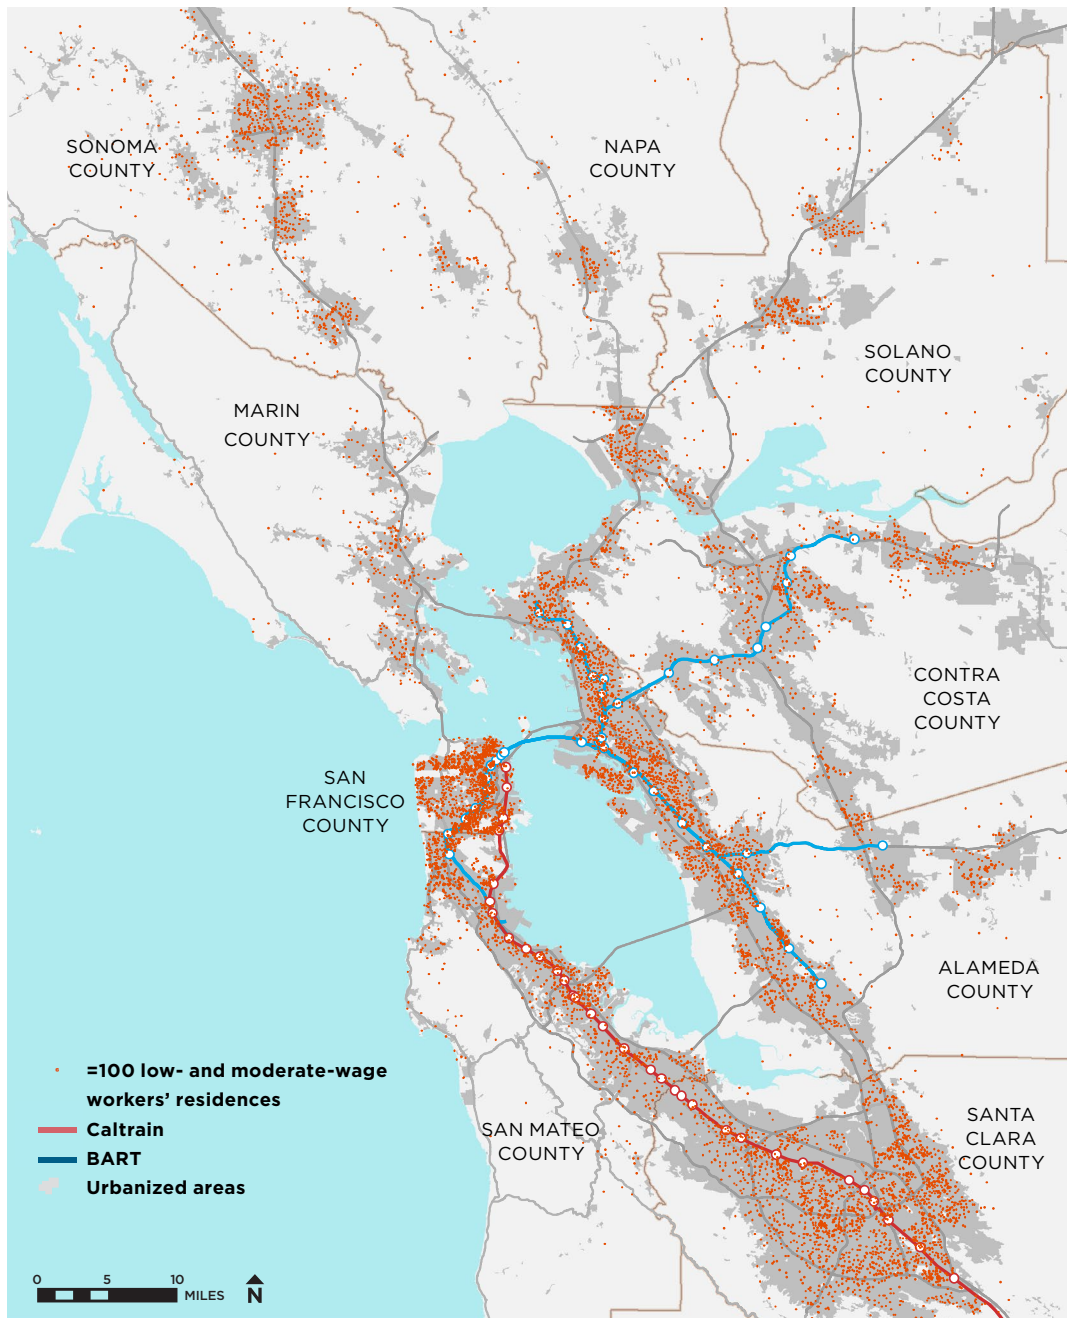 SONOMA
COUNTY
NAPA
COUNTY
SOLANO
COUNTY
MARIN
COUNTY
CONTRA
COSTA
COUNTY
SAN
FRANCISCO
COUNTY
ALAMEDA
COUNTY
SAN MATEO
COUNTY
SANTA
CLARA
COUNTY
=100 low- and moderate-wage
workers’ residences
Caltrain
BART
Urbanized areas
0 5 10
MILES N